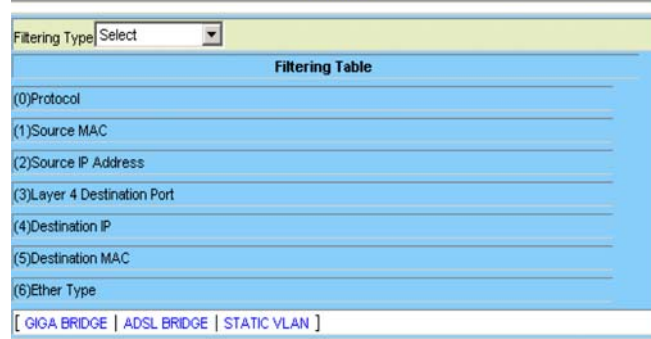 Filtering Type Select
Filtering Table
(0)Protocol
(1)Source MAC
(2)Source IP Address
(3)Layer 4 Destination Port
(4)Destination IP
(5)Destination MAC
(6)Ether Type
[ GIGA BRIDGE | ADSL BRIDGE | STATIC VLAN ]